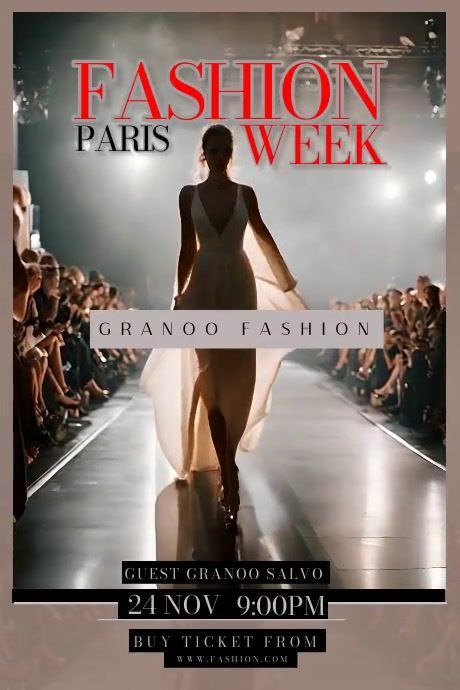 FASHION
PARIS WEEK
GRANOO FASHION
GUEST GRANOO SALVO
24 NOV 9:00PM
BUY TICKET FROM
WWW.FASHION.COM